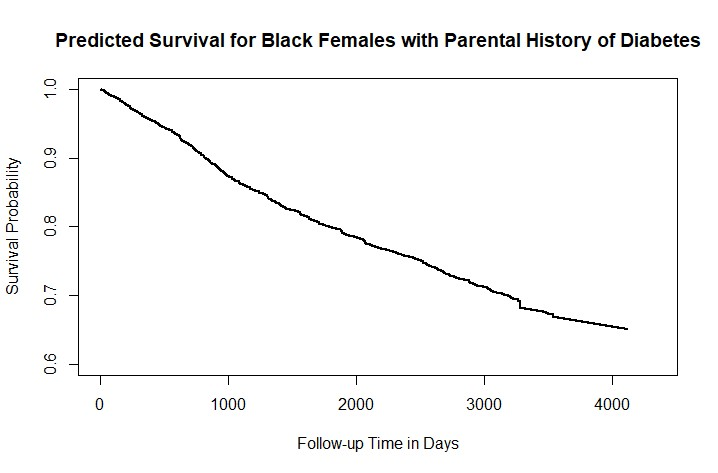 Predicted Survival for Black Females with Parental History of Diabetes
Survival Probability
1.0
0.9
0.8
0.7
0.6
0 1000 2000 3000 4000
Follow-up Time in Days